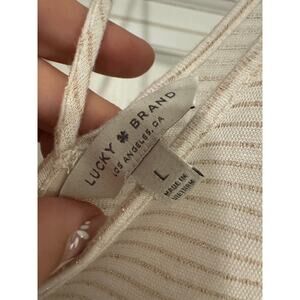 LUCKY BRAND
LOS ANGELES, CA
L
MADE IN
VIETNAM